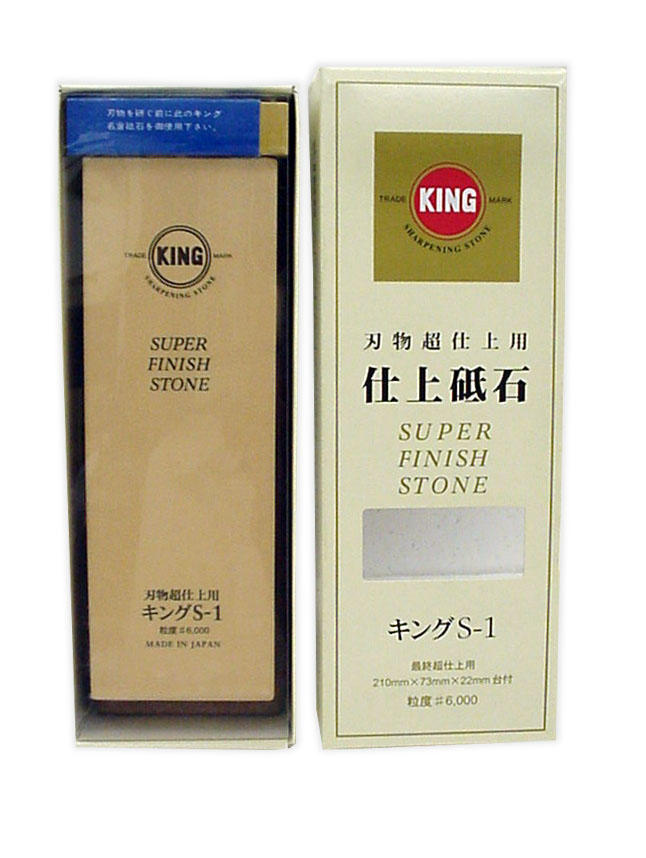 刃物を研ぐ前に此のキング
名倉砥石を御使用下さい。
TRADE KING MARK
SHARPENING STONE
SUPER
FINISH
STONE
刃物超仕上用
キングS-1
粒度♯6,000
MADE IN JAPAN
TRADE KING MARK
SHARPENING STONE
刃物超仕上用
仕上砥石
SUPER
FINISH
STONE
キングS-1
最終超仕上用
210mm×73mm×22mm 台付
粒度♯6,000